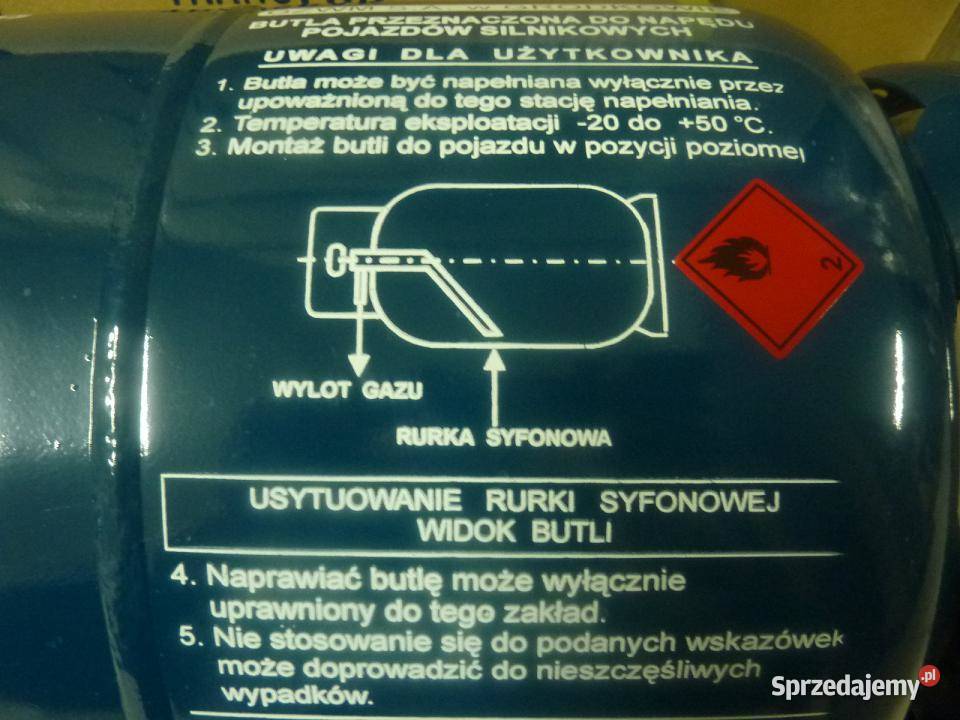 BUTLA PRZEZNACZONA DO NAPĘDU
POJAZDÓW SILNIKOWYCH
UWAGI DLA UŻYTKOWNIKA
1. Butla może być napełniana wyłącznie przez
upoważnioną do tego stację napełniania.
2. Temperatura eksploatacji -20 do +50 °C.
3. Montaż butli do pojazdu w pozycji poziomej
2
WYLOT GAZU
RURKA SYFONOWA
USYTUOWANIE RURKI SYFONOWEJ
WIDOK BUTLI
4. Naprawiać butlę może wyłącznie
uprawniony do tego zakład.
5. Nie stosowanie się do podanych wskazówek
może doprowadzić do nieszczęśliwych
wypadków.
Sprzedajemy.pl